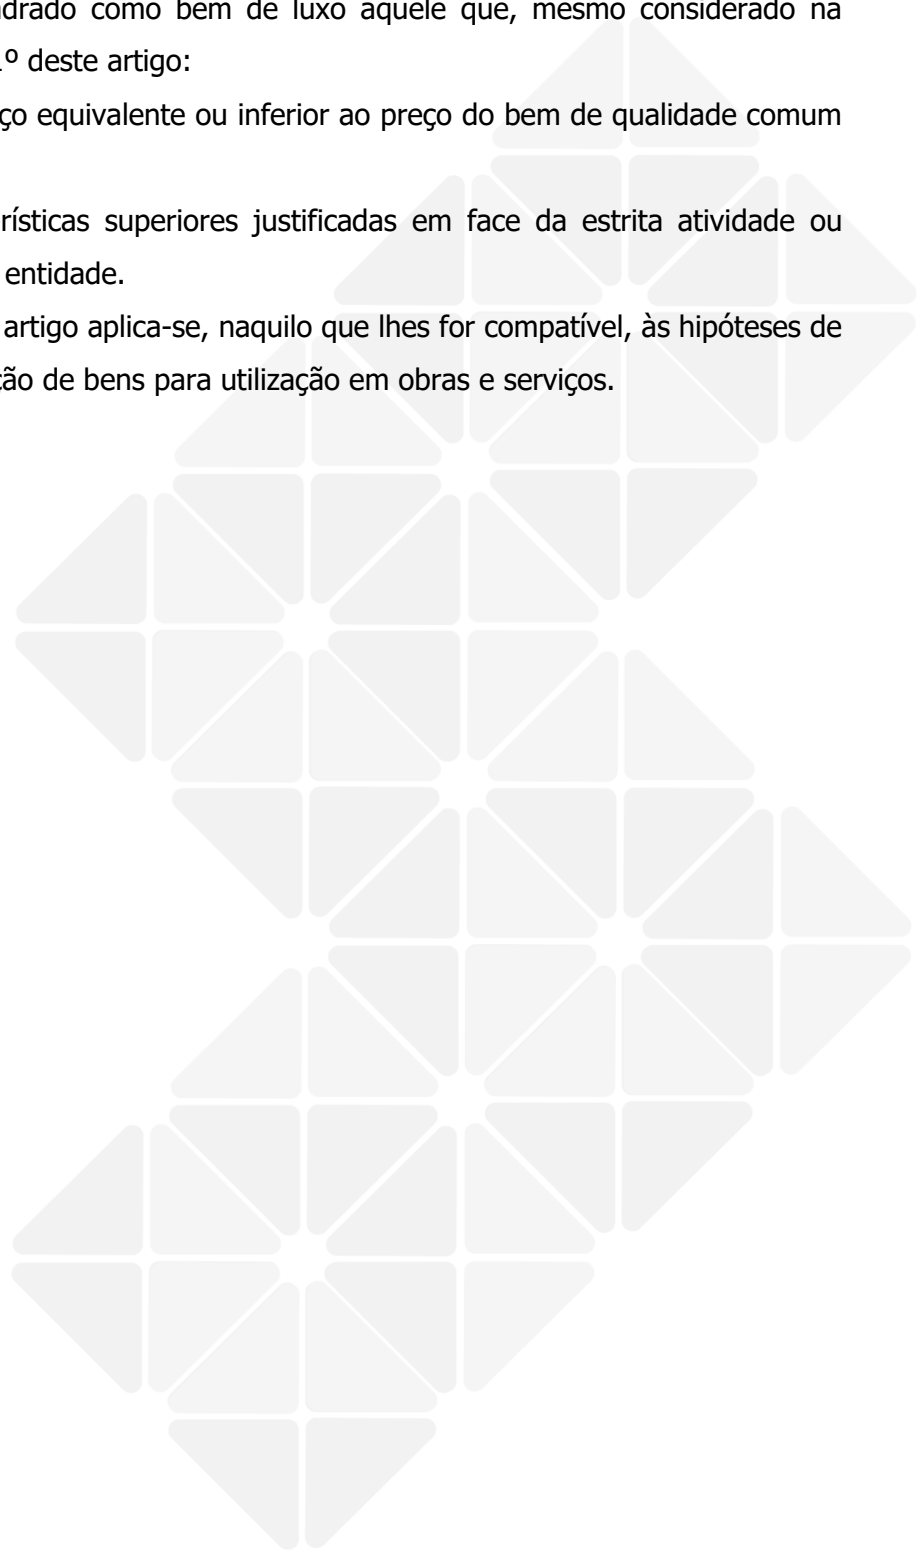 drado como bem de luxo aquele que, mesmo considerado na
º deste artigo:
ço equivalente ou inferior ao preço do bem de qualidade comum
rísticas superiores justificadas em face da estrita atividade ou
entidade.
artigo aplica-se, naquilo que lhes for compatível, às hipóteses de
ção de bens para utilização em obras e serviços.